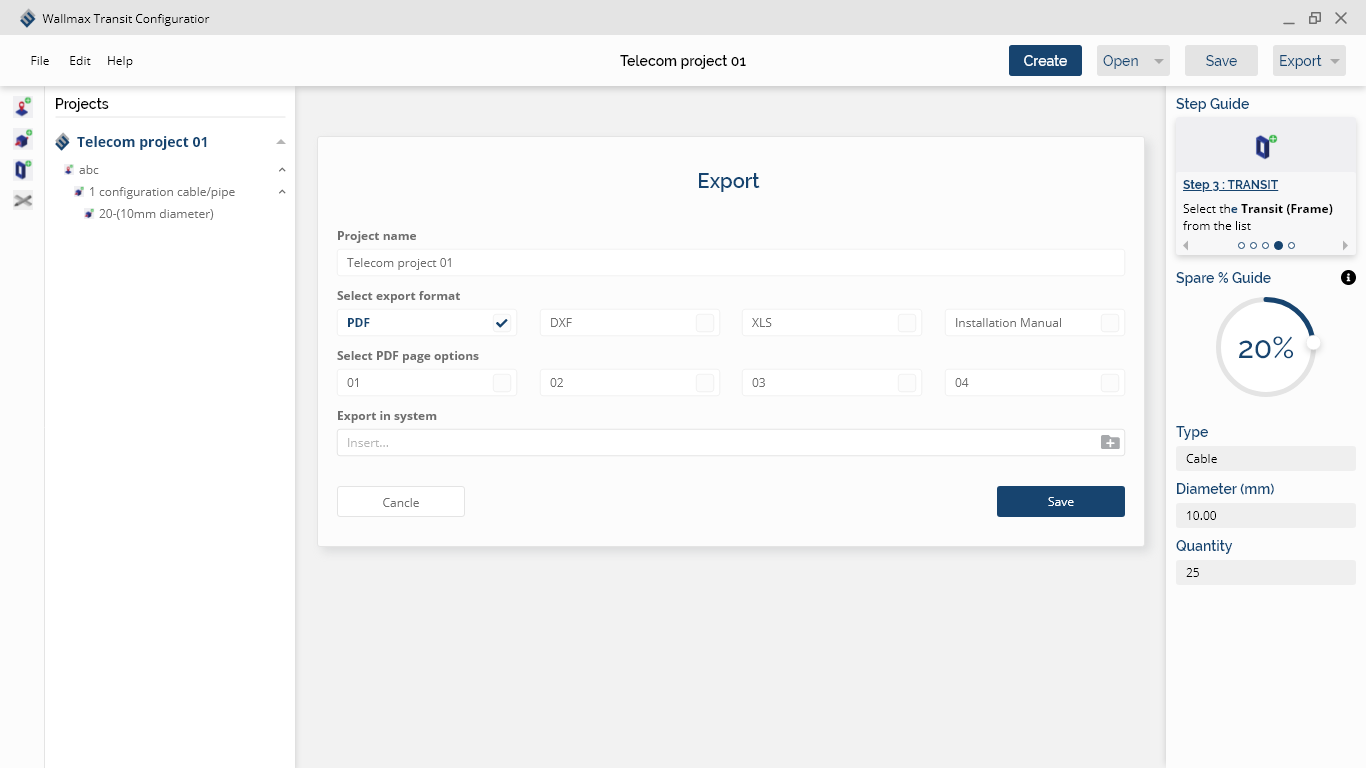 Wallmax Transit Configuratior
File Edit Help
Telecom project 01
Create Open Save Export
Projects
Telecom project 01
abc
1 configuration cable/pipe
20-(10mm diameter)
Export
Project name
Telecom project 01
Select export format
PDF DXF XLS Installation Manual
Select PDF page options
01 02 03 04
Export in system
Insert...
Cancle Save
Step Guide
Step 3 : TRANSIT
Select the Transit (Frame)
from the list
Spare % Guide
20%
Type
Cable
Diameter (mm)
10.00
Quantity
25